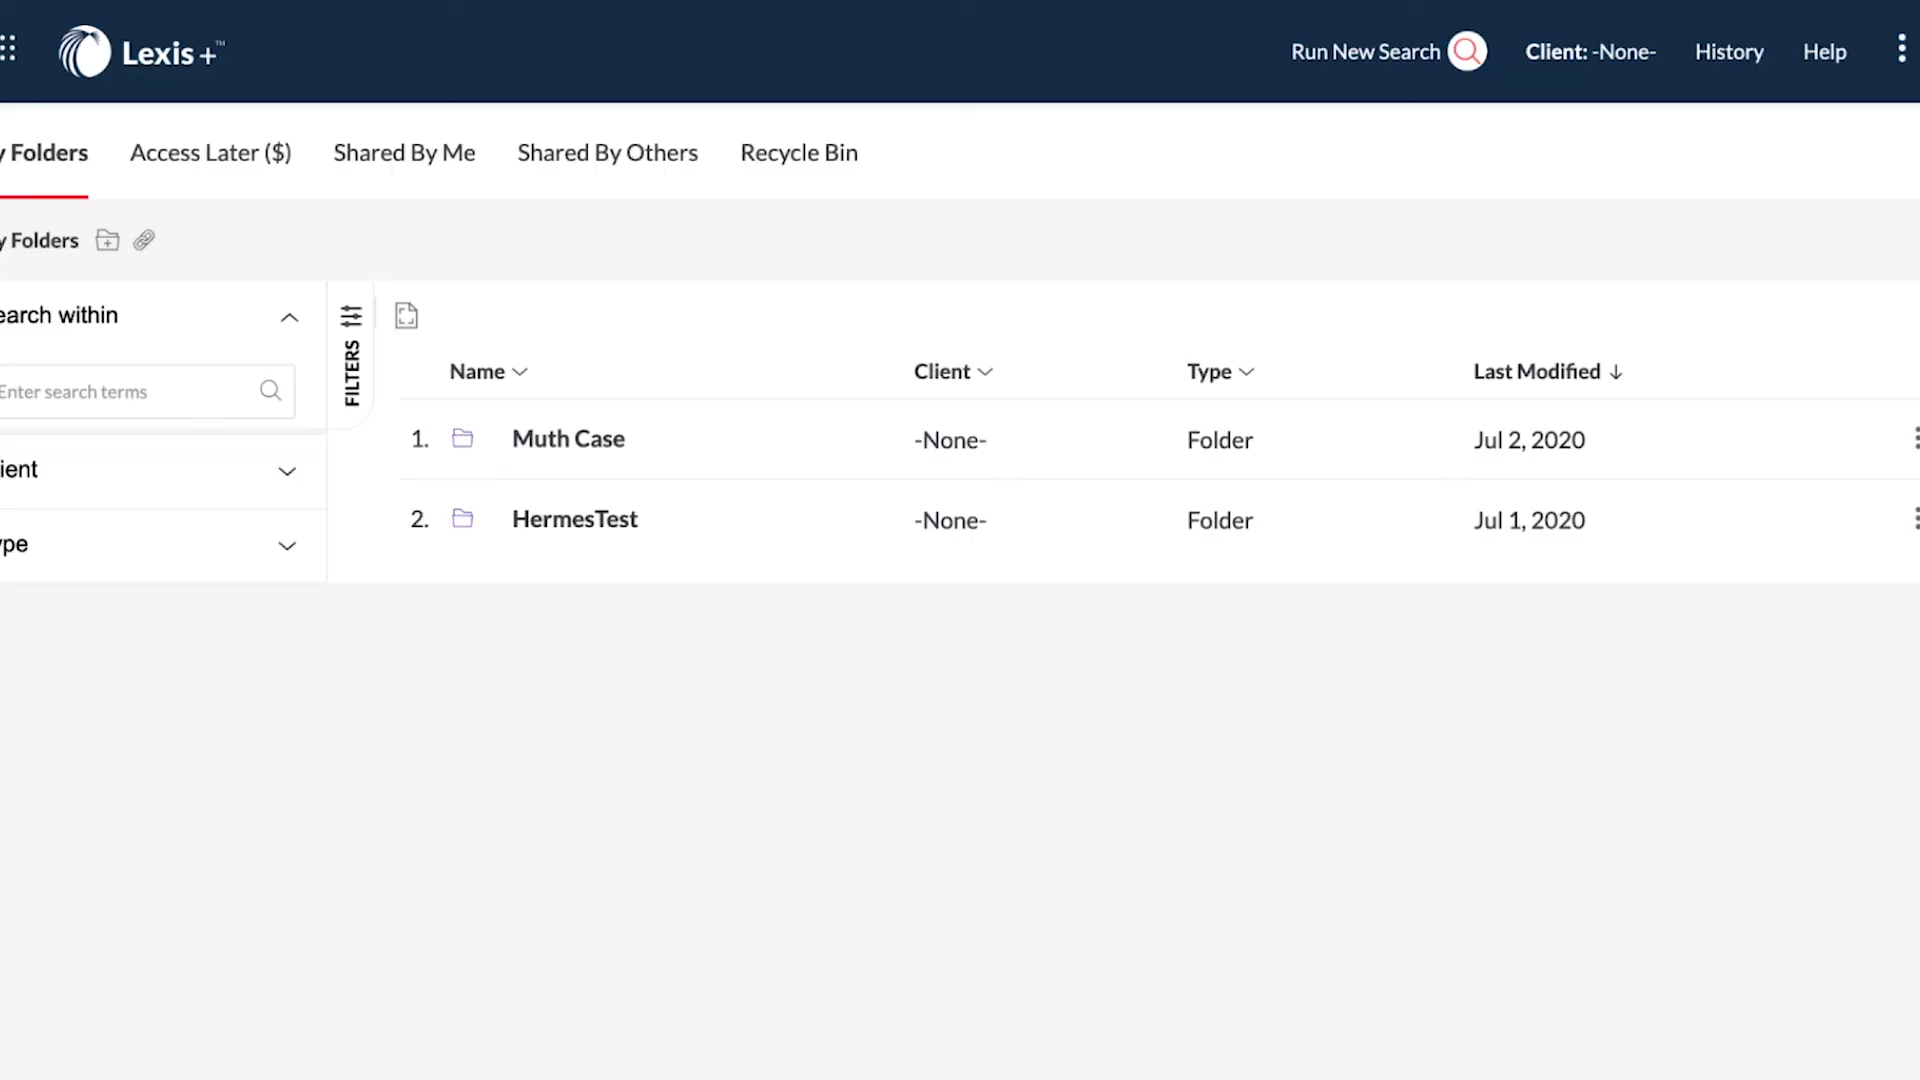 Lexis +™
Run New Search
Client: -None-
History
Help
y Folders
Access Later ($)
Shared By Me
Shared By Others
Recycle Bin
y Folders
earch within
Enter search terms
ient
ype
FILTERS
Name
Client
Type
Last Modified
1. Muth Case -None- Folder Jul 2, 2020
2. HermesTest -None- Folder Jul 1, 2020